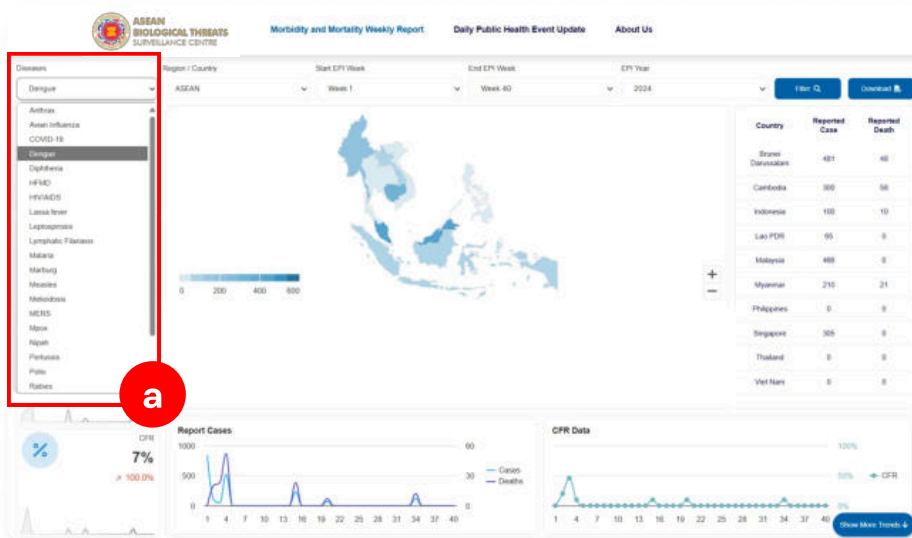 ASEAN
BIOLOGICAL THREATS
SURVEILLANCE CENTRE
Morbidity and Mortality Weekly Report
Daily Public Health Event Update
About Us
Diseases
Region / Country
Start EPI Week
End EPI Week
EPI Year
Dengue
ASEAN
Week 1
Week 40
2024
Filter
Download
Anthrax
Avian Influenza
COVID-19
Dengue
Diphtheria
HFMD
HIV/AIDS
Lassa fever
Leptospirosis
Lymphatic Filariasis
Malaria
Marburg
Measles
Melioidosis
MERS
Mpox
Nipah
Pertussis
Polio
Rabies
a
0 200 400 600
+
−
Country Reported Case Reported Death
Brunei Darussalam 481 48
Cambodia 300 56
Indonesia 100 10
Lao PDR 65 0
Malaysia 0
Myanmar 210 21
Philippines 0 0
Singapore 305 0
Thailand 0 0
Viet Nam 0 0
CFR
7%
↗ 100.0%
Report Cases
1000
500
0
60
30
0
Cases
Deaths
1 4 7 10 13 16 19 22 25 28 31 34 37 40
CFR Data
100%
50%
0%
CFR
1 4 7 10 13 16 19 22 25 28 31 34 37 40
Show More Trends ↓